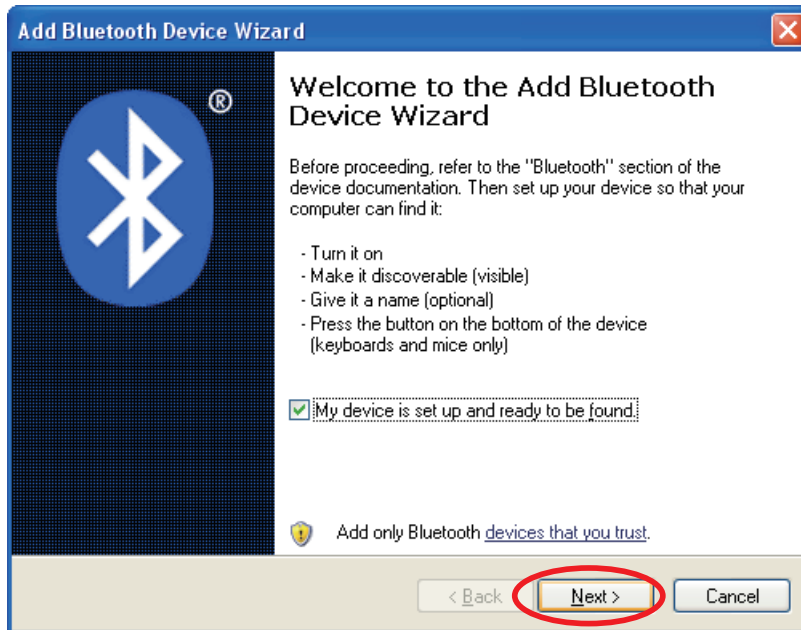 Add Bluetooth Device Wizard
®
Welcome to the Add Bluetooth
Device Wizard
Before proceeding, refer to the "Bluetooth" section of the
device documentation. Then set up your device so that your
computer can find it:
- Turn it on
- Make it discoverable (visible)
- Give it a name (optional)
- Press the button on the bottom of the device
(keyboards and mice only)
My device is set up and ready to be found.
Add only Bluetooth devices that you trust.
< Back Next > Cancel